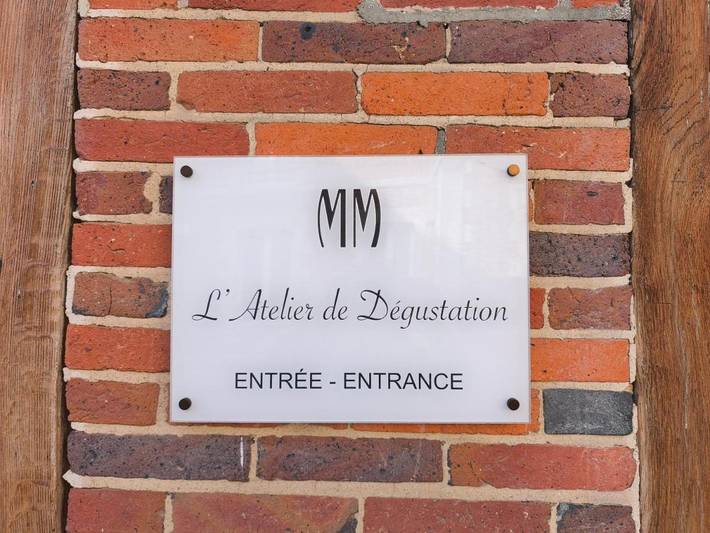 MM
L'Atelier de Dégustation
ENTRÉE - ENTRANCE